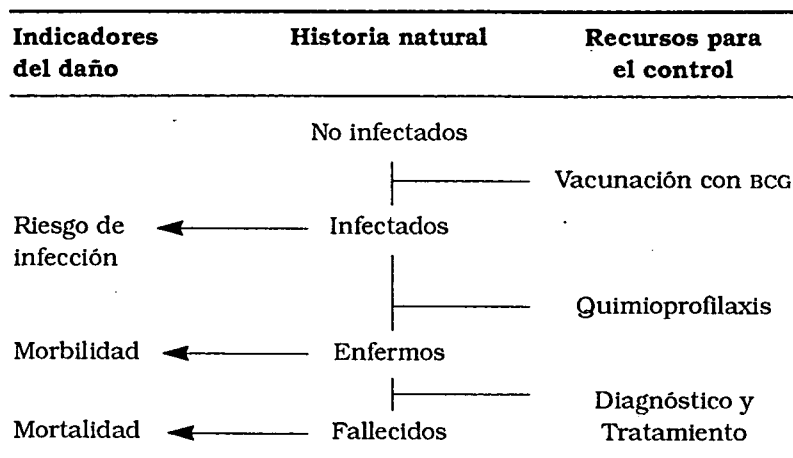 Indicadores Historia natural Recursos para
del daño el control
No infectados
Vacunación con BCG
Riesgo de Infectados
infección
Quimioprofilaxis
Morbilidad Enfermos
Diagnóstico y
Mortalidad Fallecidos Tratamiento